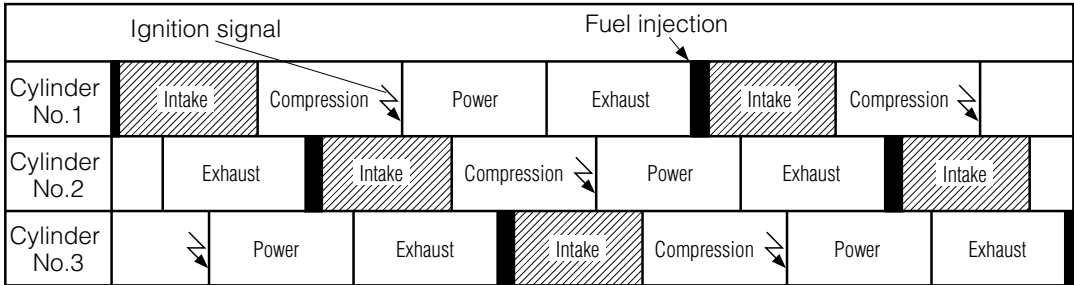 Ignition signal
Fuel injection
Cylinder No.1
Intake
Compression
Power
Exhaust
Intake
Compression
Cylinder No.2
Exhaust
Intake
Compression
Power
Exhaust
Intake
Cylinder No.3
Power
Exhaust
Intake
Compression
Power
Exhaust